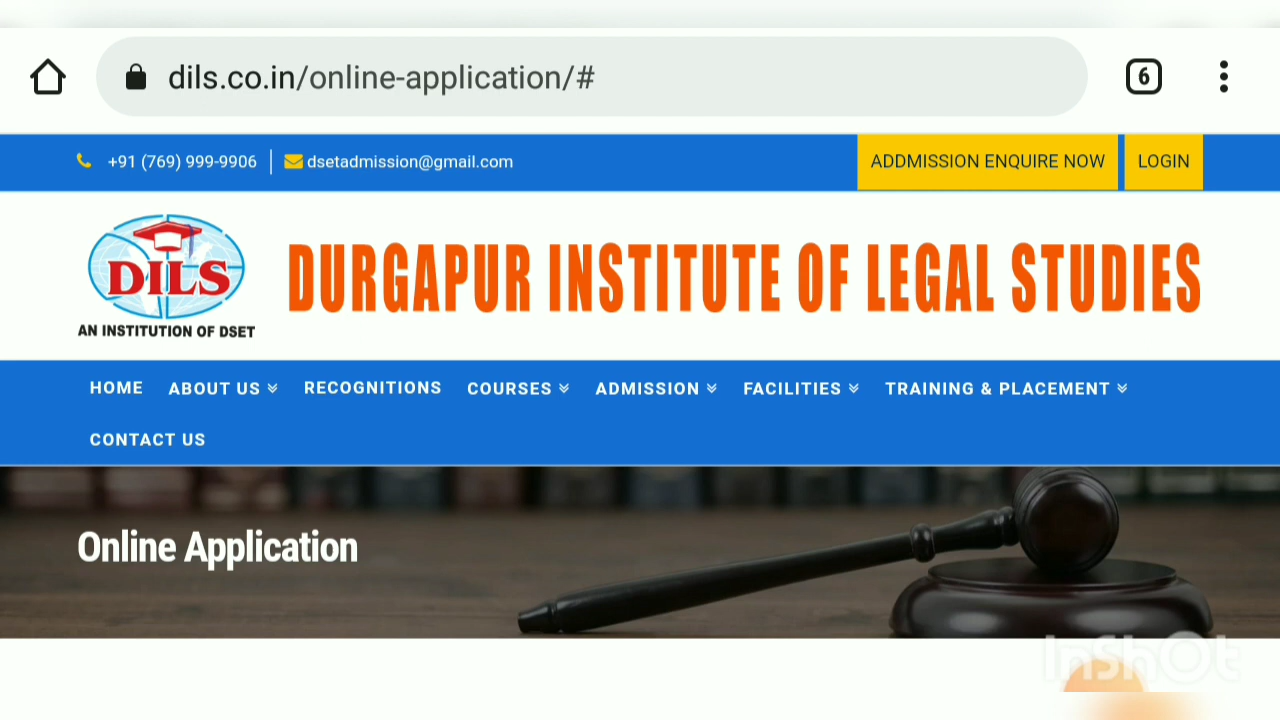 dils.co.in/online-application/#
6
+91 (769) 999-9906
dsetadmission@gmail.com
ADDMISSION ENQUIRE NOW
LOGIN
DILS
AN INSTITUTION OF DSET
DURGAPUR INSTITUTE OF LEGAL STUDIES
HOME
ABOUT US
RECOGNITIONS
COURSES
ADMISSION
FACILITIES
TRAINING & PLACEMENT
CONTACT US
Online Application
InShOt